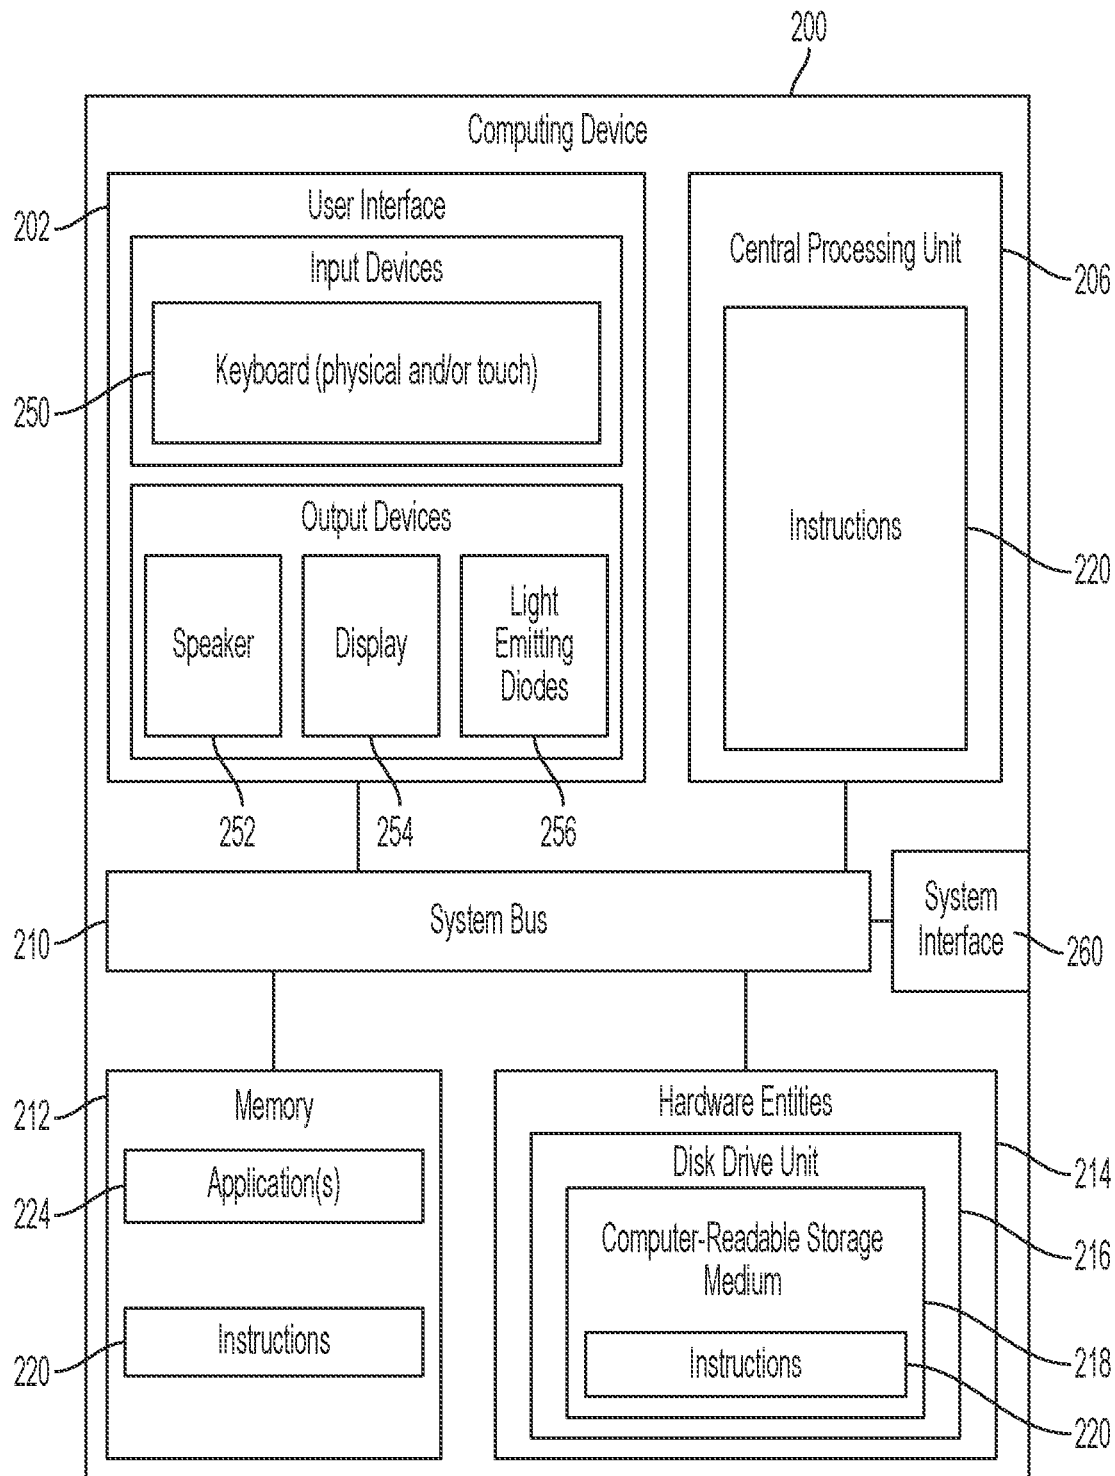 200
Computing Device
202
User Interface
Input Devices
Keyboard (physical and/or touch)
250
Output Devices
Speaker
Display
Light
Emitting
Diodes
252
254
256
Central Processing Unit
206
Instructions
220
System Bus
210
System
Interface
260
212
Memory
Application(s)
224
Instructions
220
Hardware Entities
214
Disk Drive Unit
216
Computer-Readable Storage
Medium
218
Instructions
220